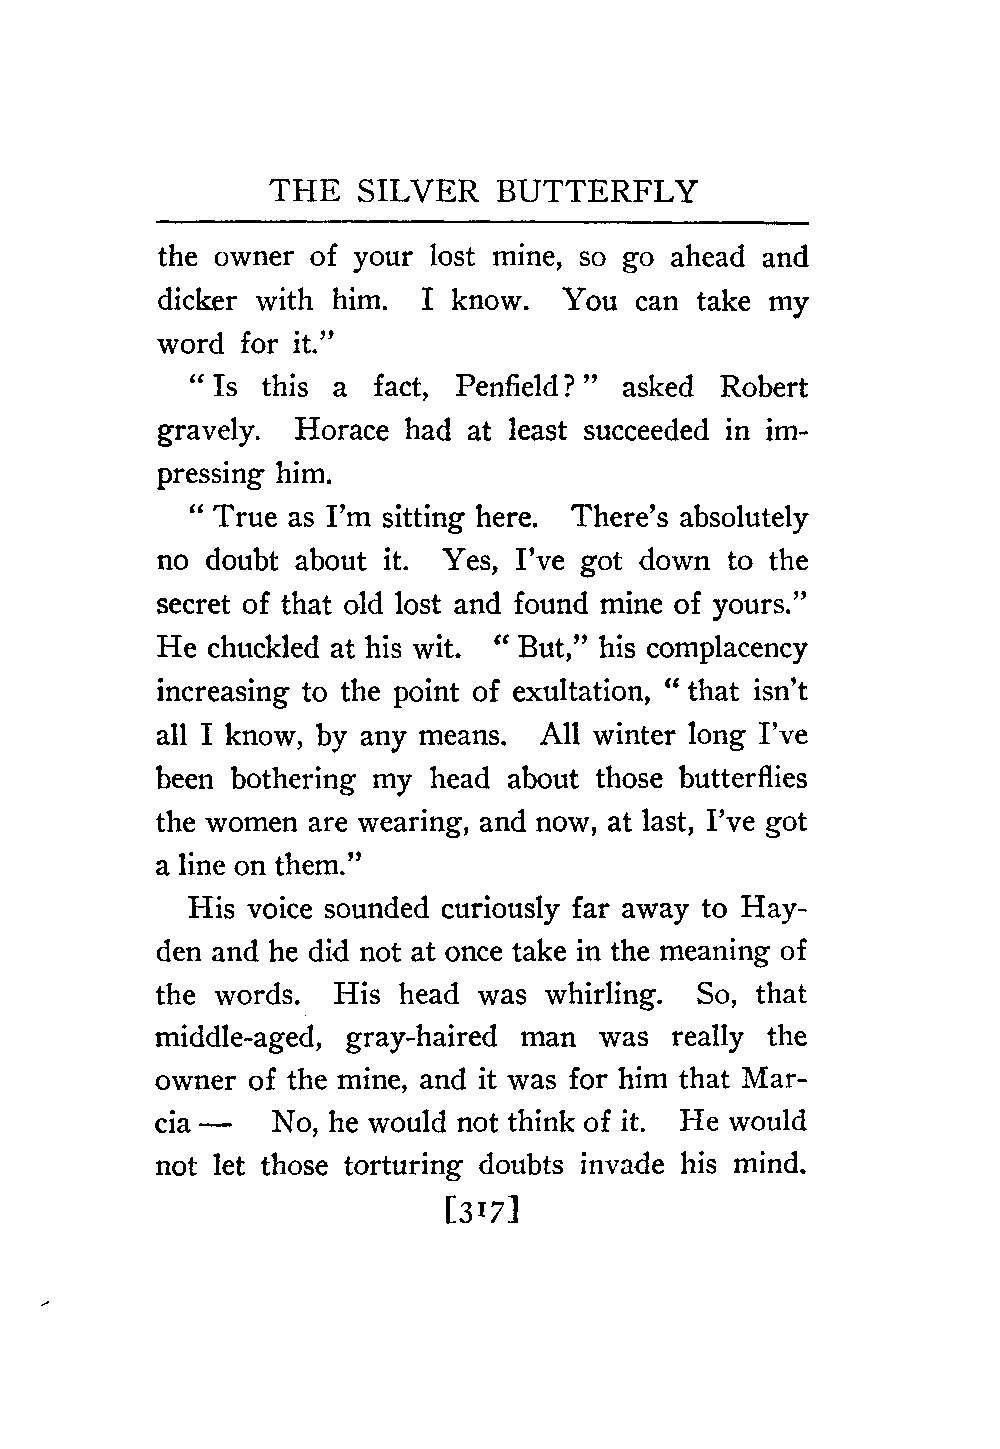 THE SILVER BUTTERFLY
the owner of your lost mine, so go ahead and
dicker with him. I know. You can take my
word for it."
"Is this a fact, Penfield?" asked Robert
gravely. Horace had at least succeeded in im-
pressing him.
"True as I'm sitting here. There's absolutely
no doubt about it. Yes, I've got down to the
secret of that old lost and found mine of yours."
He chuckled at his wit. "But," his complacency
increasing to the point of exultation, "that isn't
all I know, by any means. All winter long I've
been bothering my head about those butterflies
the women are wearing, and now, at last, I've got
a line on them."
His voice sounded curiously far away to Hay-
den and he did not at once take in the meaning of
the words. His head was whirling. So, that
middle-aged, gray-haired man was really the
owner of the mine, and it was for him that Mar-
cia — No, he would not think of it. He would
not let those torturing doubts invade his mind.
[317]